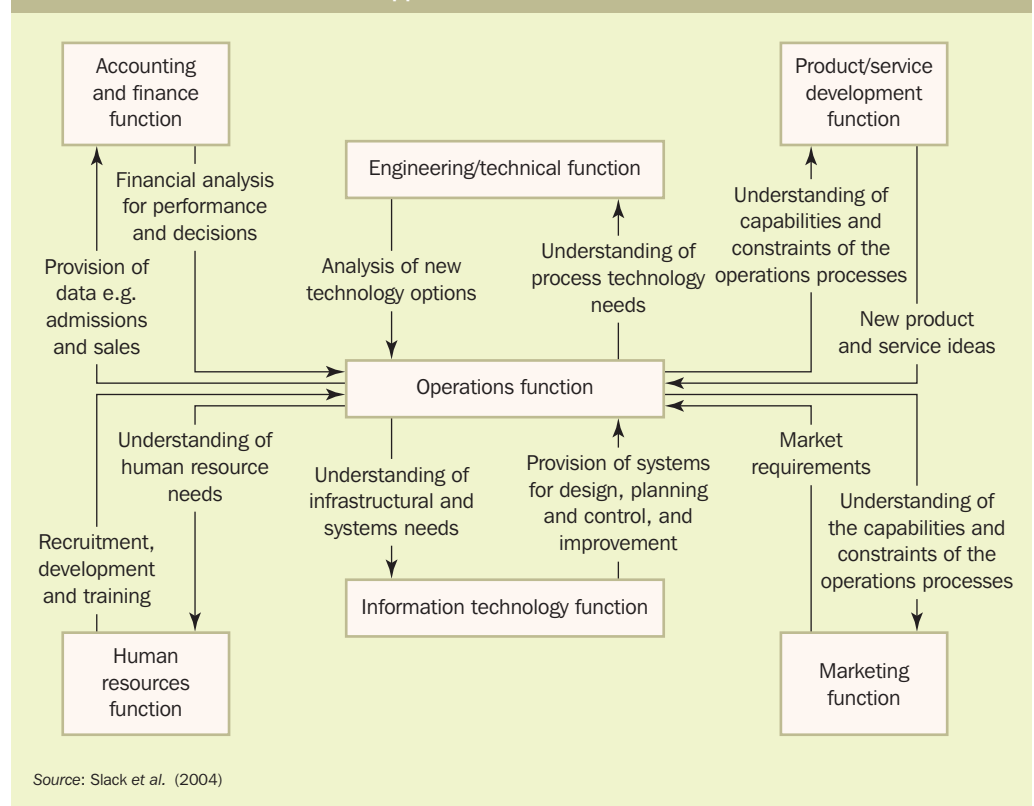 Accounting
and finance
function
Product/service
development
function
Engineering/technical function
Financial analysis
for performance
and decisions
Provision of
data e.g.
admissions
and sales
Analysis of new
technology options
Understanding of
process technology
needs
Understanding of
capabilities and
constraints of the
operations processes
New product
and service ideas
Operations function
Understanding of
human resource
needs
Recruitment,
development
and training
Understanding of
infrastructural and
systems needs
Provision of systems
for design, planning
and control, and
improvement
Market
requirements
Understanding of
the capabilities and
constraints of the
operations processes
Information technology function
Human
resources
function
Marketing
function
Source: Slack et al. (2004)